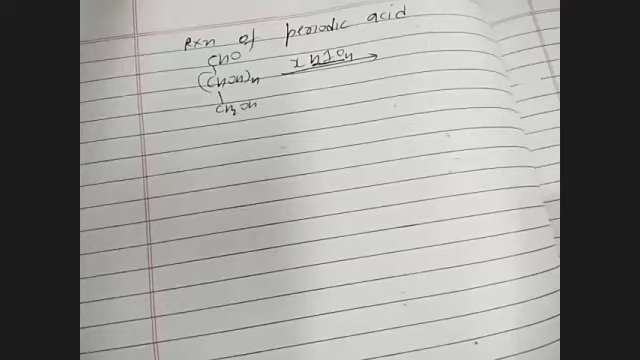 rxn of periodic acid
CHO
(CHOH)n x HIO4
|
CH2OH